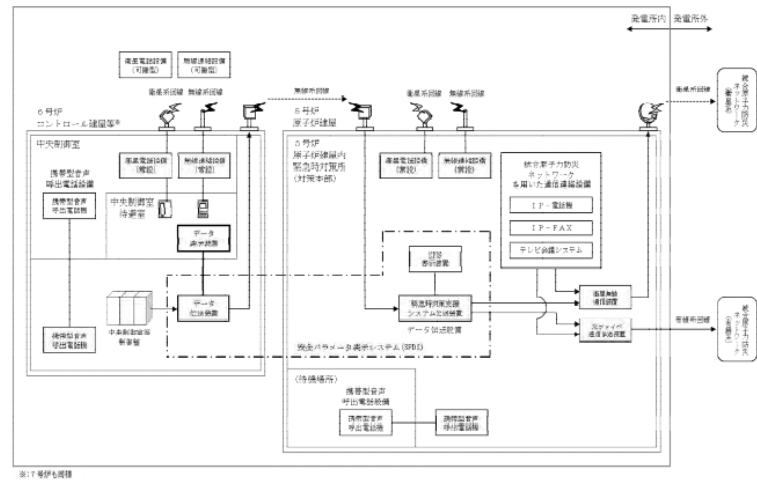 発電所内
発電所外
衛星電話設備
(可搬型)
無線連絡設備
(可搬型)
衛星系回線
無線系回線
無線系回線
衛星系回線
無線系回線
衛星系回線
統合原子力防災
ネットワーク
(衛星系)
6号炉
コントロール建屋等※
5号炉
原子炉建屋
中央制御室
携帯型音声
呼出電話設備
携帯型音声
呼出電話機
衛星電話設備
(常設)
無線連絡設備
(常設)
中央制御室
待避室
データ
表示装置
5号炉
原子炉建屋内
緊急時対策所
(対策本部)
衛星電話設備
(常設)
無線連絡設備
(常設)
統合原子力防災
ネットワーク
を用いた通信連絡設備
IP-電話機
IP-FAX
テレビ会議システム
SPDS
表示装置
中央制御室等
制御盤
データ
伝送装置
緊急時対策支援
システム伝送装置
データ伝送設備
衛星無線
通信装置
光ファイバ
通信伝送装置
有線系回線
統合原子力防災
ネットワーク
(有線系)
携帯型音声
呼出電話機
安全パラメータ表示システム(SPDS)
(待機場所)
携帯型音声
呼出電話設備
携帯型音声
呼出電話機
携帯型音声
呼出電話機
※:7号炉も同様